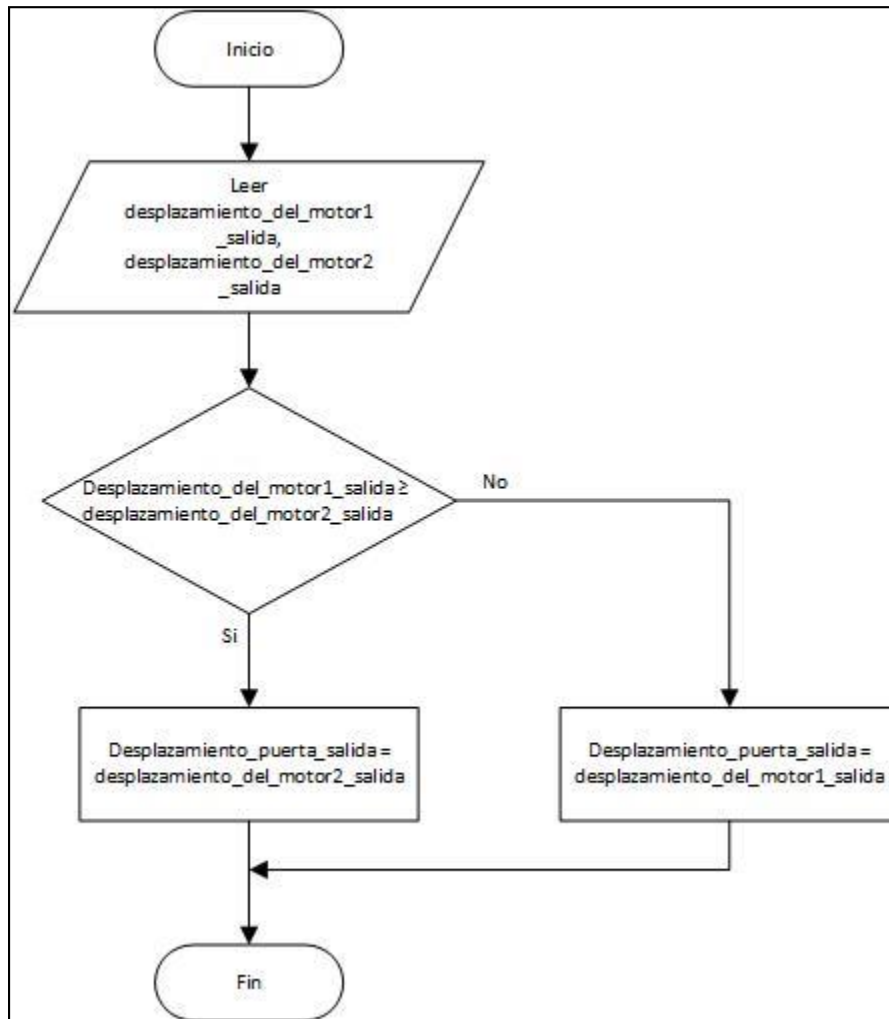 Inicio
Leer
desplazamiento_del_motor1
_salida,
desplazamiento_del_motor2
_salida
Desplazamiento_del_motor1_salida ≥
desplazamiento_del_motor2_salida
No
Si
Desplazamiento_puerta_salida =
desplazamiento_del_motor2_salida
Desplazamiento_puerta_salida =
desplazamiento_del_motor1_salida
Fin